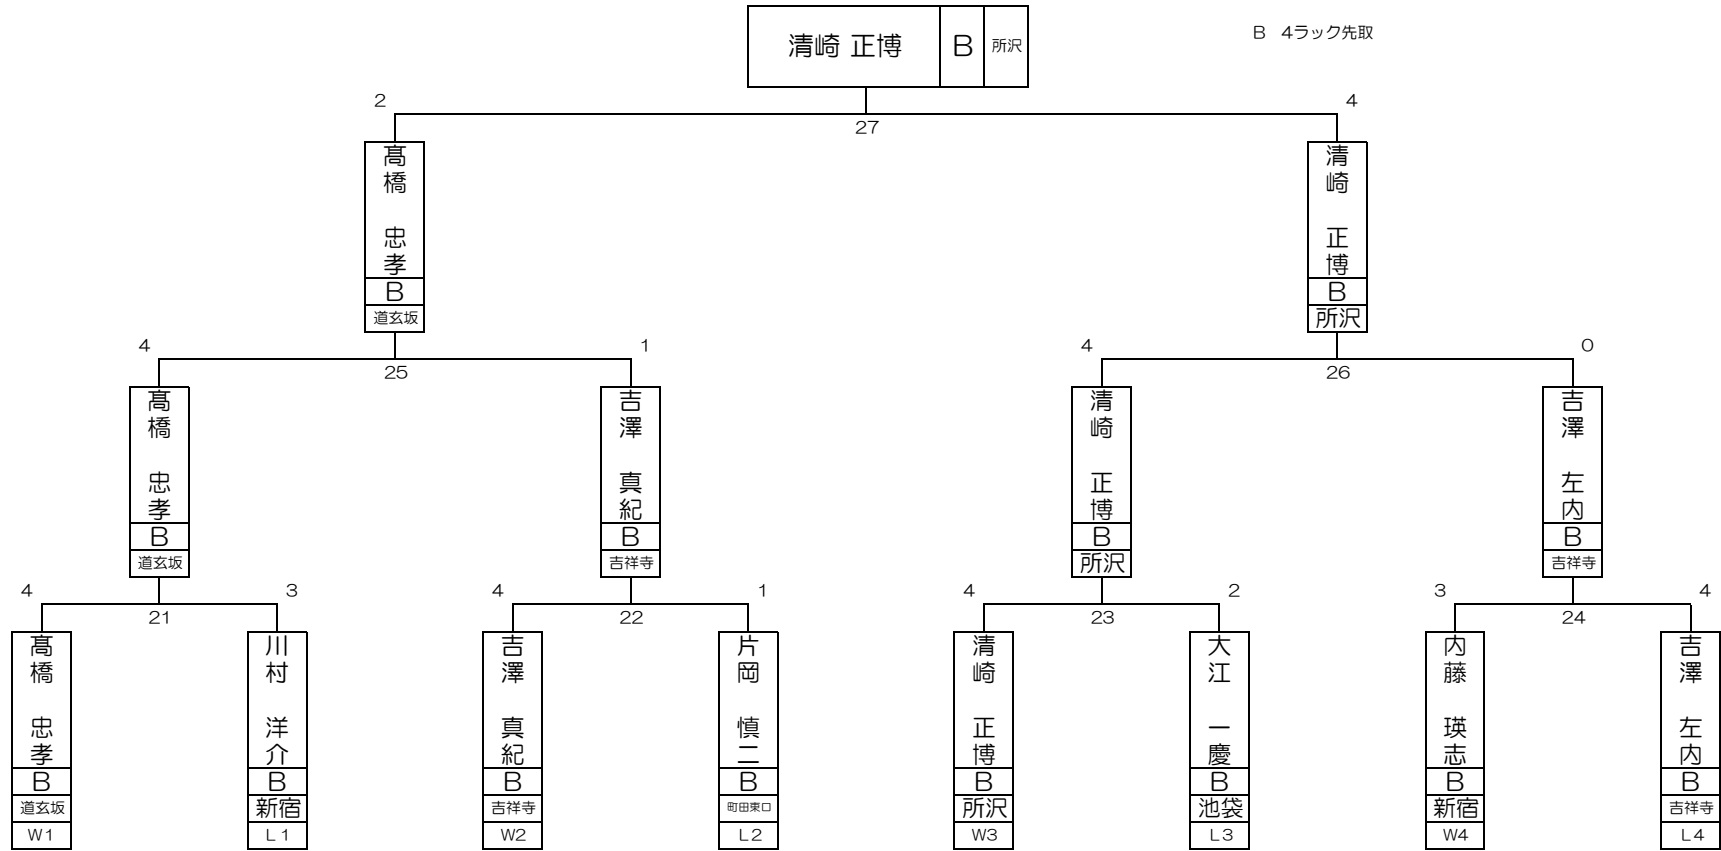 清崎 正博 B 所沢
B 4ラック先取
2 4
27
髙橋 忠孝 清崎 正博
B B
道玄坂 所沢
4 1 4 0
25 26
髙橋 忠孝 吉澤 真紀 清崎 正博 吉澤 左内
B B B B
道玄坂 吉祥寺 所沢 吉祥寺
4 3 4 1 4 2 3 4
21 22 23 24
髙橋 忠孝 川村 洋介 吉澤 真紀 片岡 慎二 清崎 正博 大江 一慶 内藤 瑛志 吉澤 左内
B B B B B B B B
道玄坂 新宿 吉祥寺 町田東口 所沢 池袋 新宿 吉祥寺
W1 L1 W2 L2 W3 L3 W4 L4